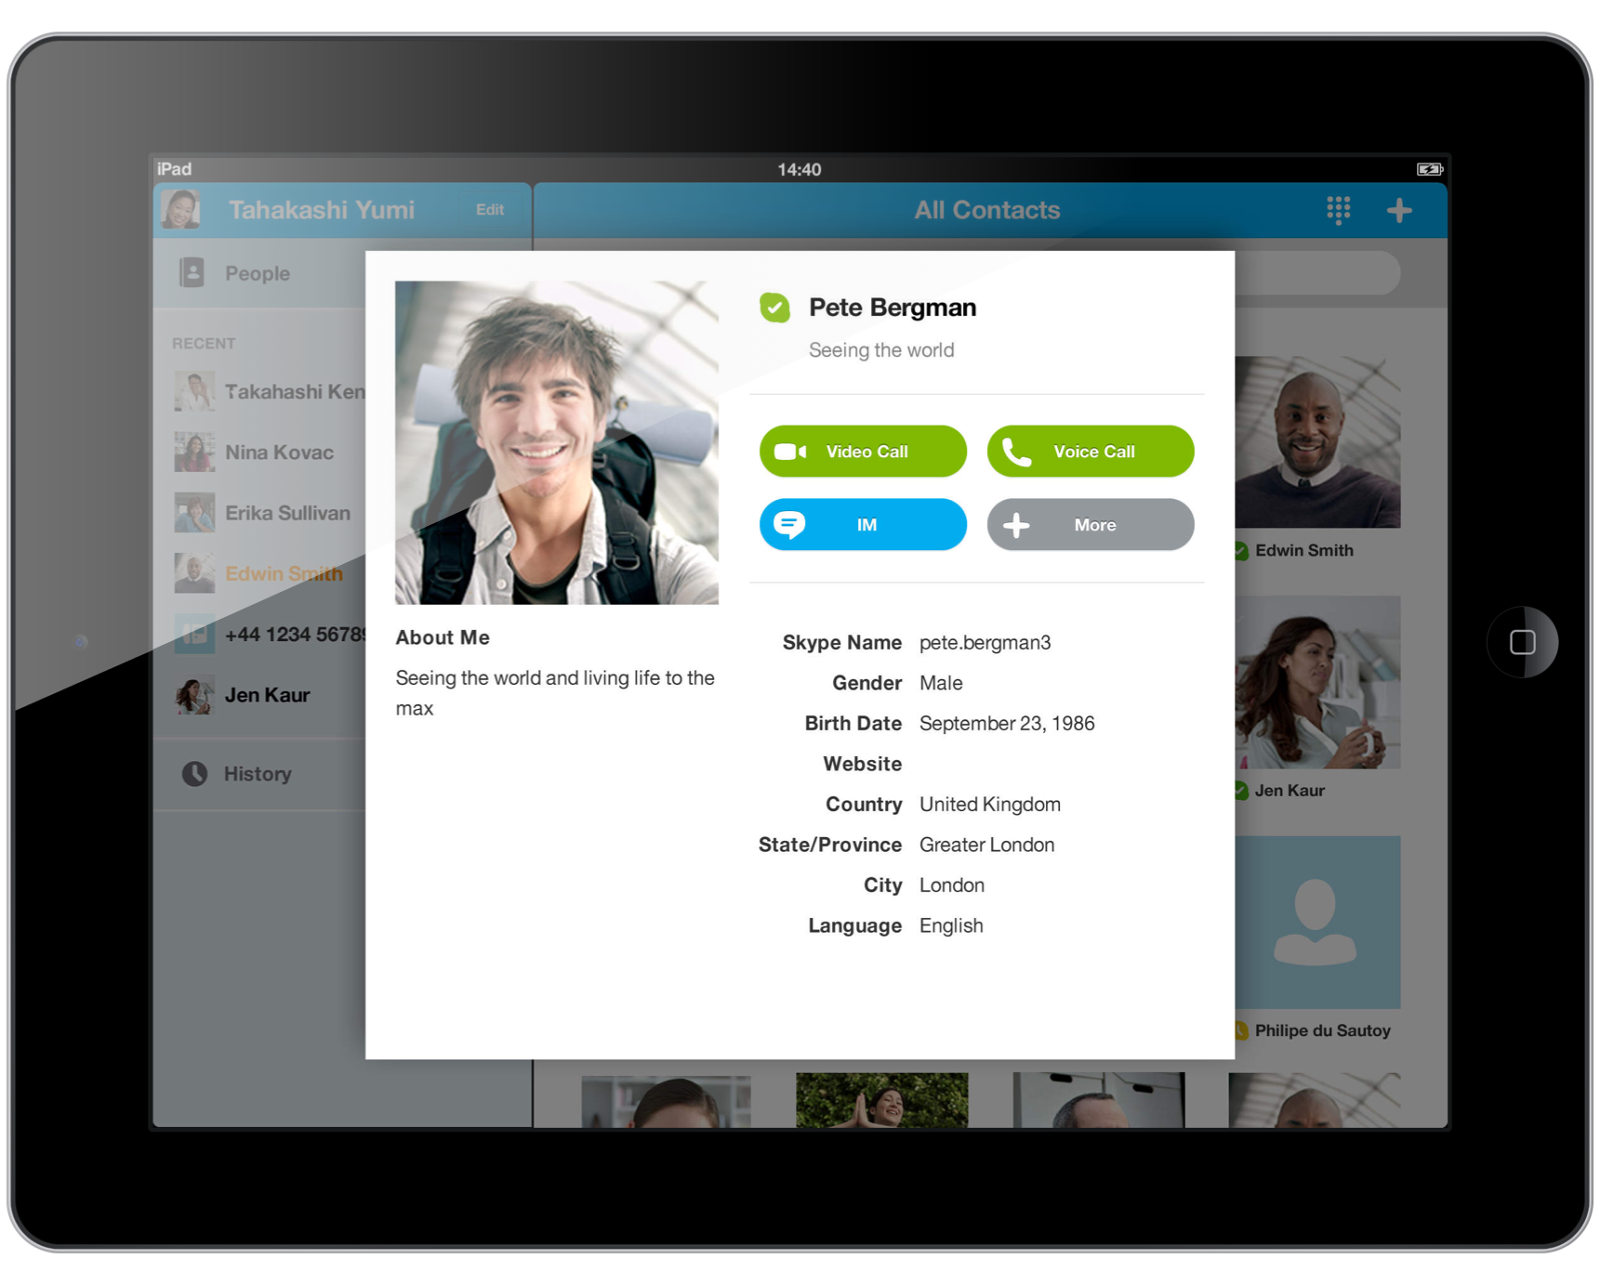 iPad
14:40
Tahakashi Yumi
Edit
All Contacts
People
RECENT
Takahashi Ken
Nina Kovac
Erika Sullivan
Edwin Smith
+44 1234 56789
Jen Kaur
History
Pete Bergman
Seeing the world
Video Call
Voice Call
IM
More
About Me
Seeing the world and living life to the
max
Skype Name pete.bergman3
Gender Male
Birth Date September 23, 1986
Website
Country United Kingdom
State/Province Greater London
City London
Language English
Edwin Smith
Jen Kaur
Philipe du Sautoy